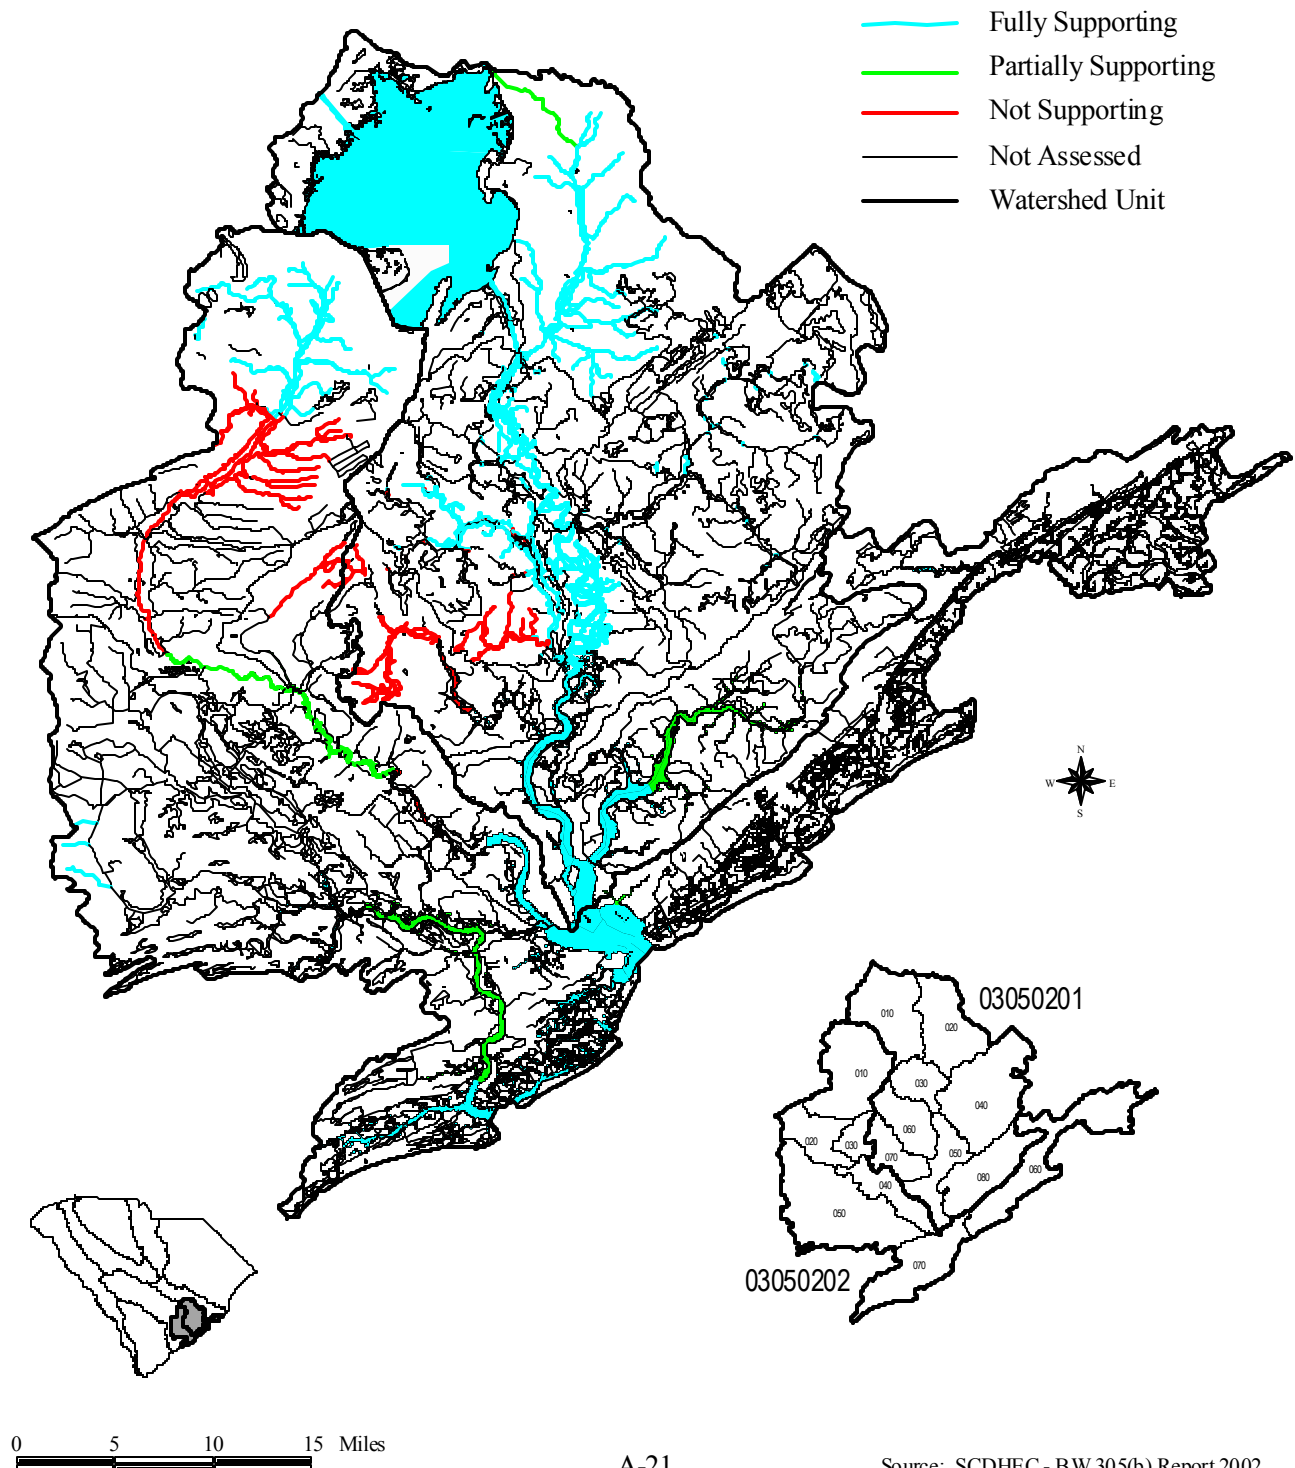 Fully Supporting
Partially Supporting
Not Supporting
Not Assessed
Watershed Unit
N
W E
S
03050201
010
020
010
030
040
060
020
030
050
070
060
080
040
050
070
03050202
0 5 10 15 Miles
A-21
Source: SCDHEC - BW 305(b) Report 2002